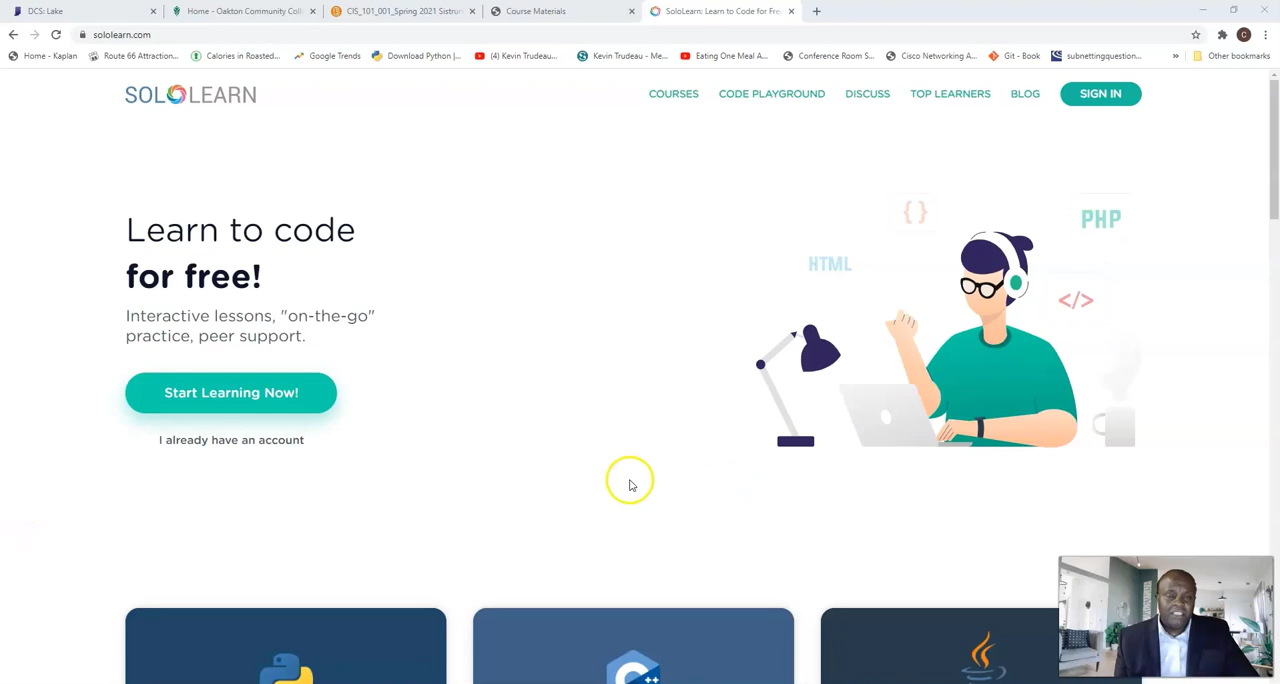 DCS: Lake
Home - Oakton Community Coll
CIS_101_001_Spring 2021 Sistrun
Course Materials
SoloLearn: Learn to Code for Free
sololearn.com
Home - Kaplan
Route 66 Attraction...
Calories in Roasted...
Google Trends
Download Python |...
(4) Kevin Trudeau...
Kevin Trudeau - Me...
Eating One Meal A...
Conference Room S...
Cisco Networking A...
Git - Book
subnettingquestion...
»
Other bookmarks
C
SOLOLEARN
COURSES
CODE PLAYGROUND
DISCUSS
TOP LEARNERS
BLOG
SIGN IN
Learn to code
for free!
Interactive lessons, "on-the-go"
practice, peer support.
Start Learning Now!
I already have an account
{ }
PHP
HTML
</>
C++